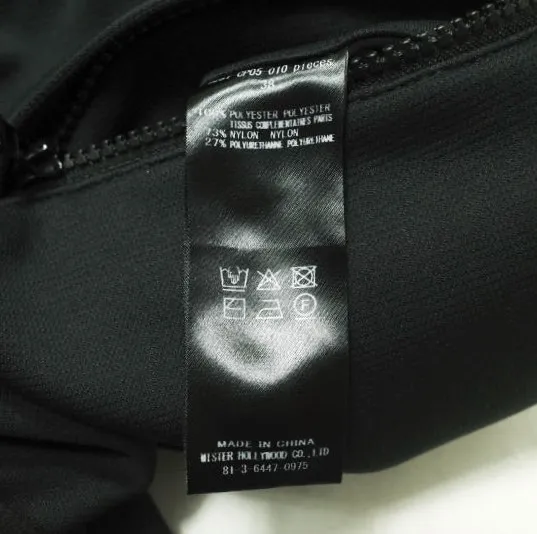 CP05-010 pieces
38
100% POLYESTER POLYESTER
TISSUS COMPLEMENTAIRES PARTS
73% NYLON NYLON
27% POLYURETHANNE POLYURETHANE
F
MADE IN CHINA
MISTER HOLLYWOOD CO.,LTD
81-3-6447-0975